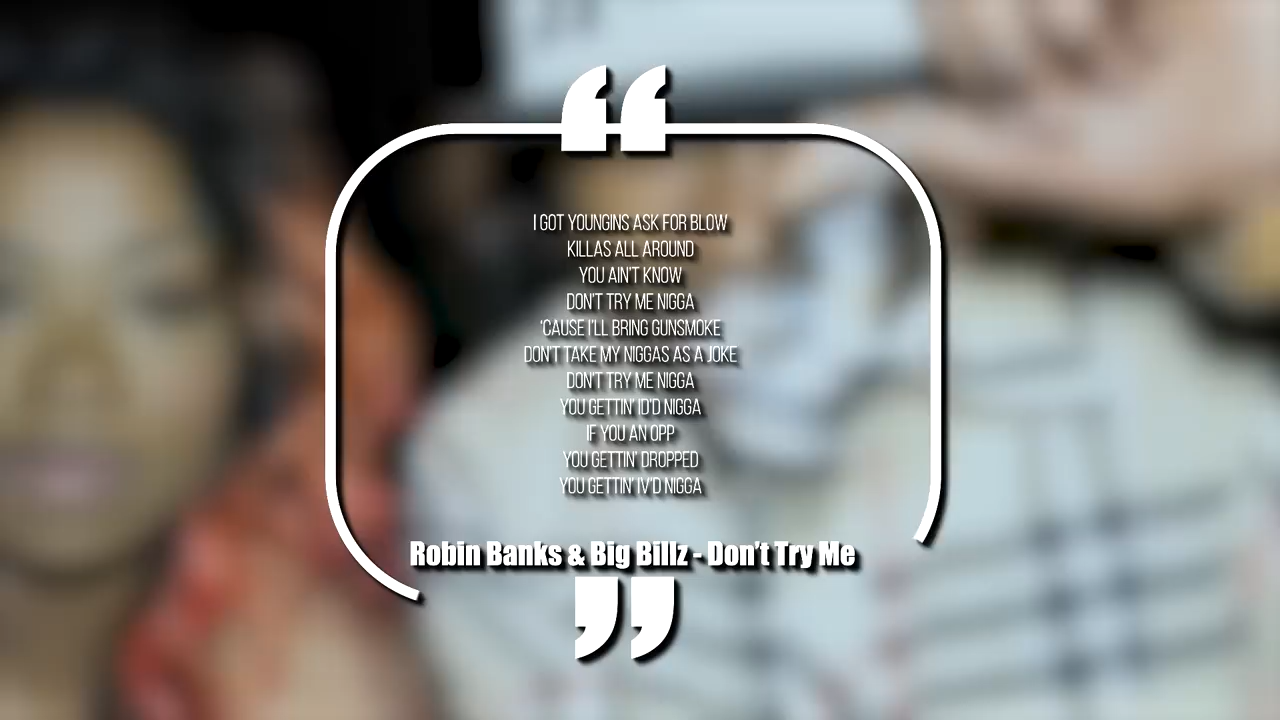 I GOT YOUNGINS ASK FOR BLOW
KILLAS ALL AROUND
YOU AIN'T KNOW
DON'T TRY ME NIGGA
‘CAUSE I'LL BRING GUNSMOKE
DON'T TAKE MY NIGGAS AS A JOKE
DON'T TRY ME NIGGA
YOU GETTIN' ID'D NIGGA
IF YOU AN OPP
YOU GETTIN' DROPPED
YOU GETTIN' IV'D NIGGA
Robin Banks & Big Billz - Don't Try Me